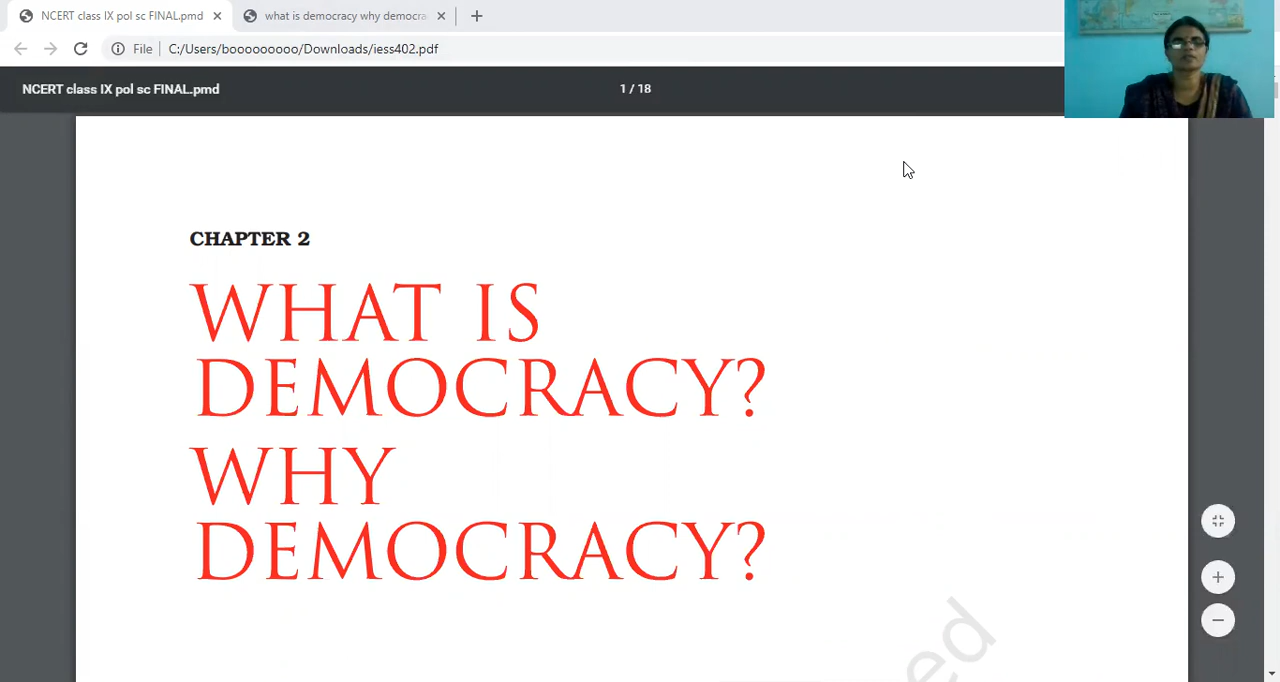 NCERT class IX pol sc FINAL.pmd
what is democracy why democra
File C:/Users/booooooooo/Downloads/iess402.pdf
NCERT class IX pol sc FINAL.pmd
1 / 18
CHAPTER 2
WHAT IS
DEMOCRACY?
WHY
DEMOCRACY?
ed